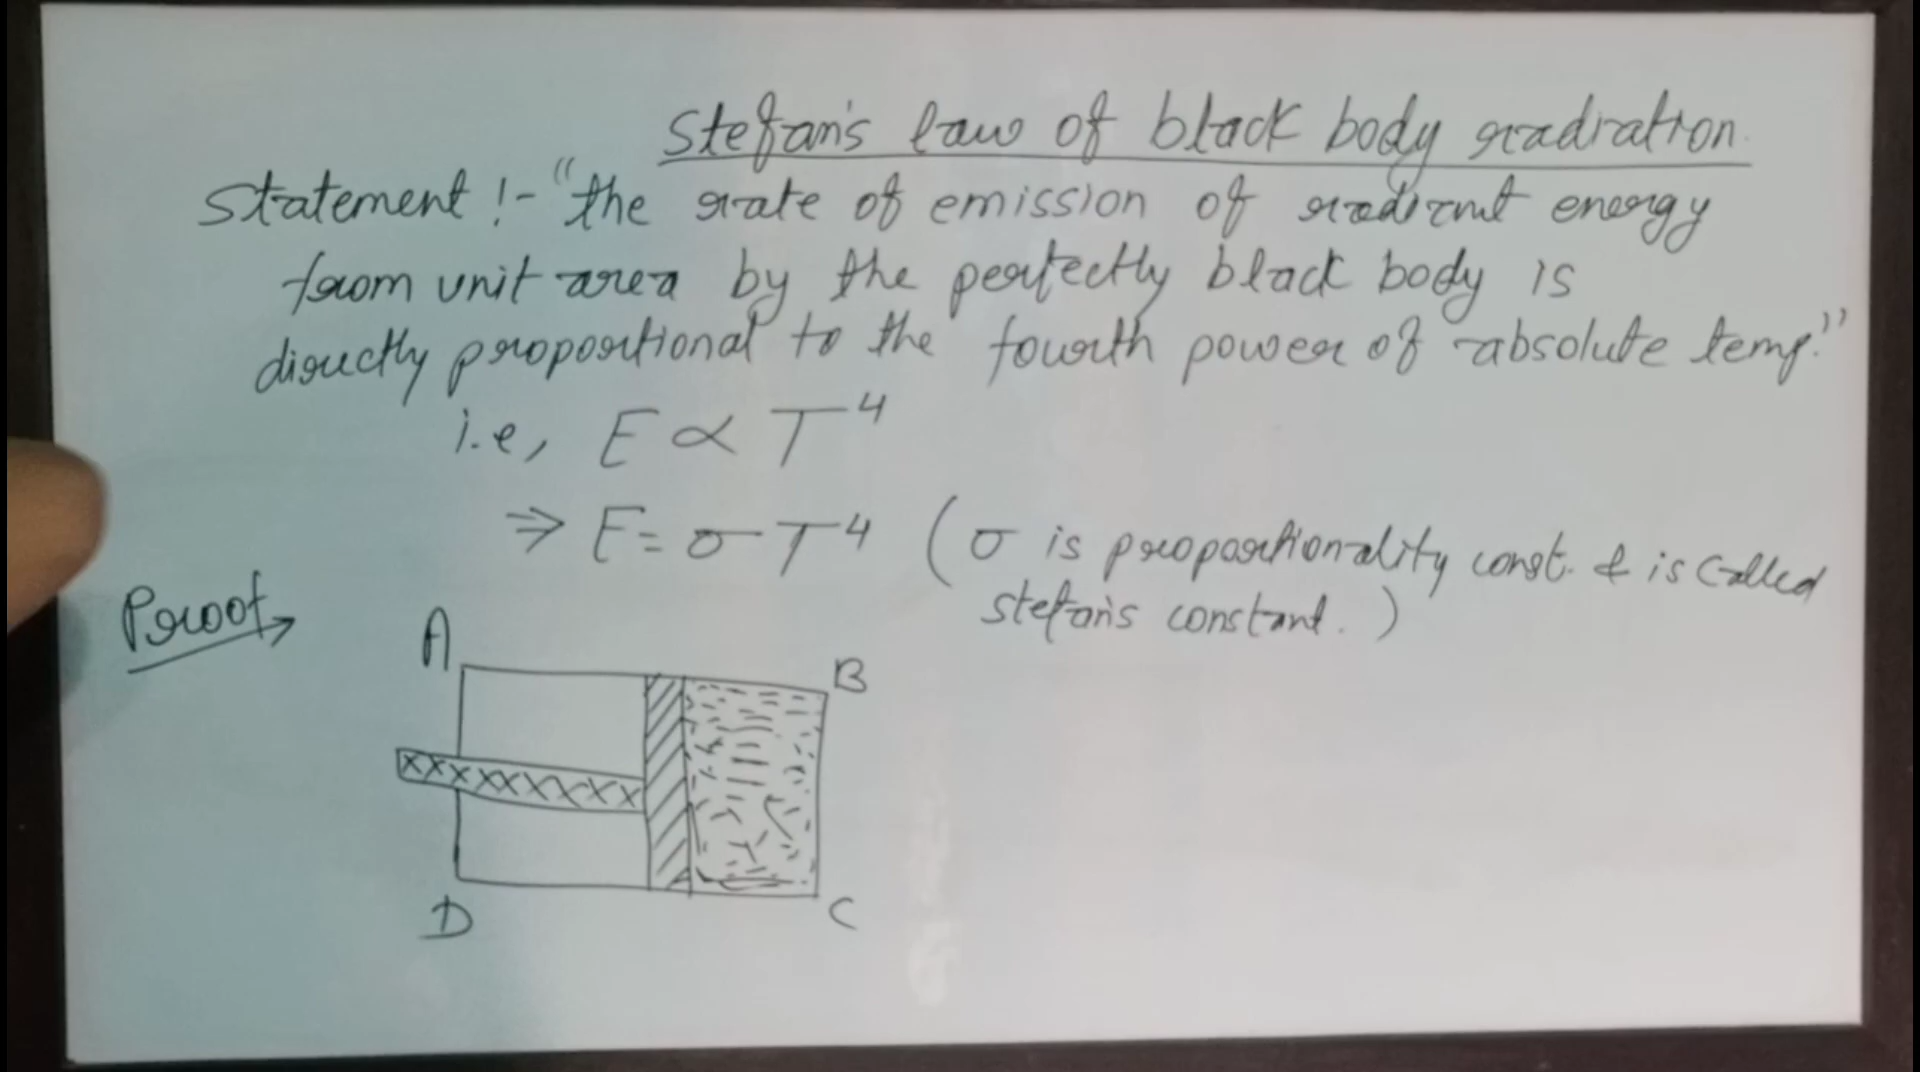 Stefan's law of black body radiation.
Statement :- "the rate of emission of radiant energy
from unit area by the perfectly black body is
directly proportional to the fourth power of absolute temp."
i.e, E ∝ T⁴
⇒ E = σT⁴ (σ is proportionality const. & is called
stefan's constant.)
Proof →
A
B
D
C